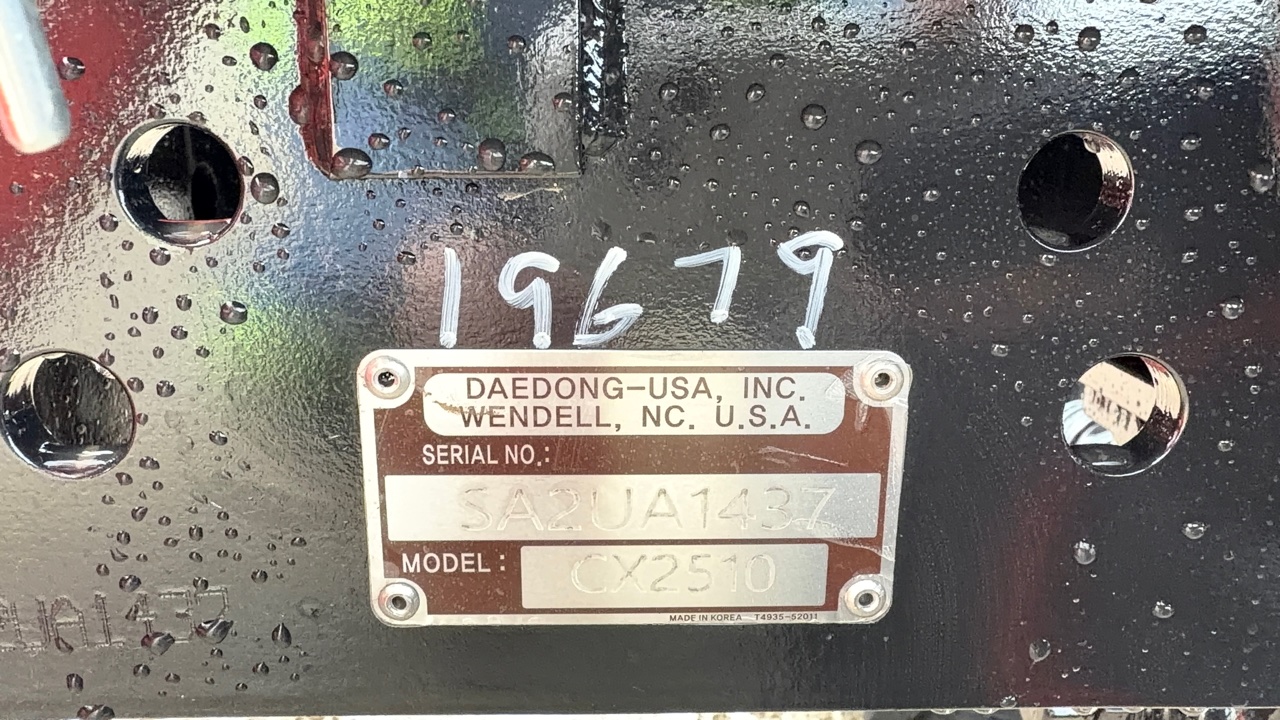 19679
DAEDONG-USA, INC.
WENDELL, NC. U.S.A.
SERIAL NO.:
SA2UA1437
MODEL:
CX2510
MADE IN KOREA T4935-52011